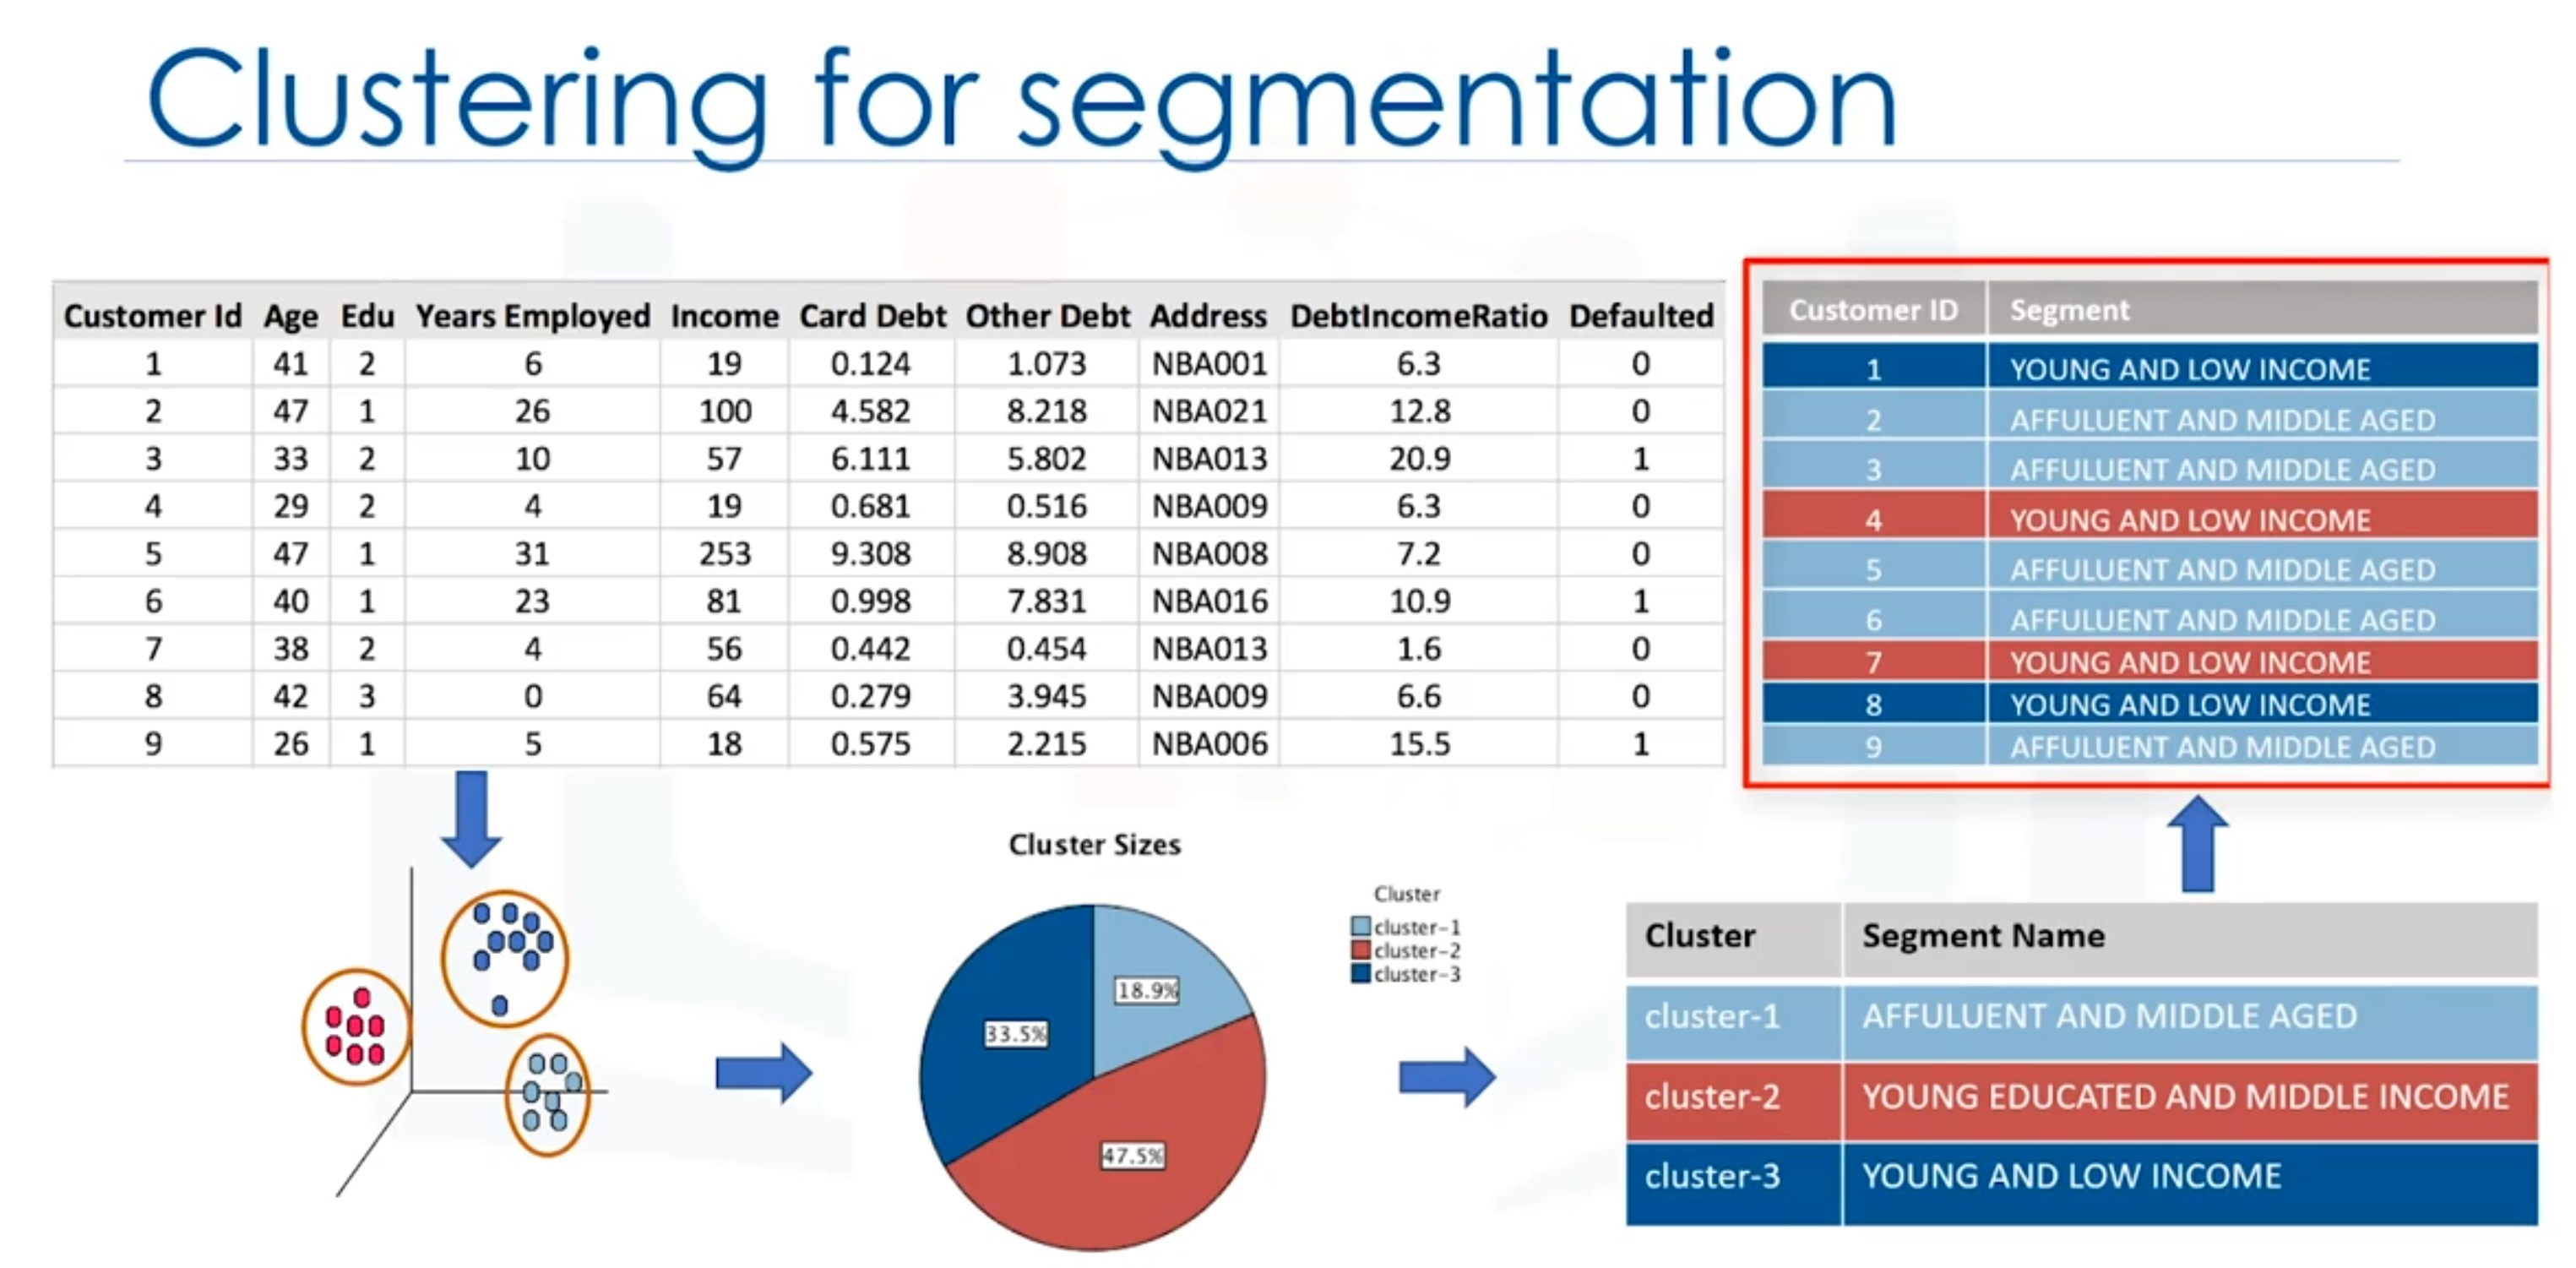 Clustering for segmentation
Customer Id Age Edu Years Employed Income Card Debt Other Debt Address DebtIncomeRatio Defaulted
1 41 2 6 19 0.124 1.073 NBA001 6.3 0
2 47 1 26 100 4.582 8.218 NBA021 12.8 0
3 33 2 10 57 6.111 5.802 NBA013 20.9 1
4 29 2 4 19 0.681 0.516 NBA009 6.3 0
5 47 1 31 253 9.308 8.908 NBA008 7.2 0
6 40 1 23 81 0.998 7.831 NBA016 10.9 1
7 38 2 4 56 0.442 0.454 NBA013 1.6 0
8 42 3 0 64 0.279 3.945 NBA009 6.6 0
9 26 1 5 18 0.575 2.215 NBA006 15.5 1
Customer ID Segment
1 YOUNG AND LOW INCOME
2 AFFULUENT AND MIDDLE AGED
3 AFFULUENT AND MIDDLE AGED
4 YOUNG AND LOW INCOME
5 AFFULUENT AND MIDDLE AGED
6 AFFULUENT AND MIDDLE AGED
7 YOUNG AND LOW INCOME
8 YOUNG AND LOW INCOME
9 AFFULUENT AND MIDDLE AGED
Cluster Sizes
18.9%
33.5%
47.5%
Cluster
cluster-1
cluster-2
cluster-3
Cluster Segment Name
cluster-1 AFFULUENT AND MIDDLE AGED
cluster-2 YOUNG EDUCATED AND MIDDLE INCOME
cluster-3 YOUNG AND LOW INCOME